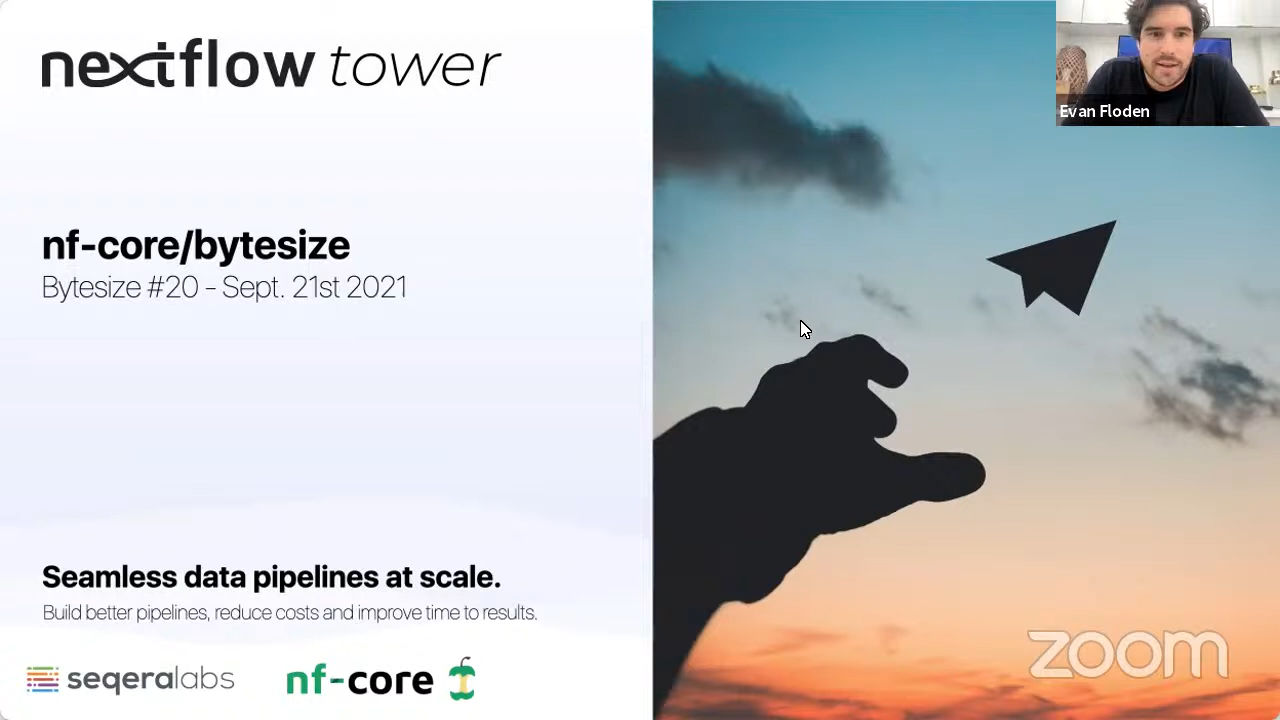 nextflow tower
Evan Floden
nf-core/bytesize
Bytesize #20 - Sept. 21st 2021
Seamless data pipelines at scale.
Build better pipelines, reduce costs and improve time to results.
seqeralabs
nf-core
zoom